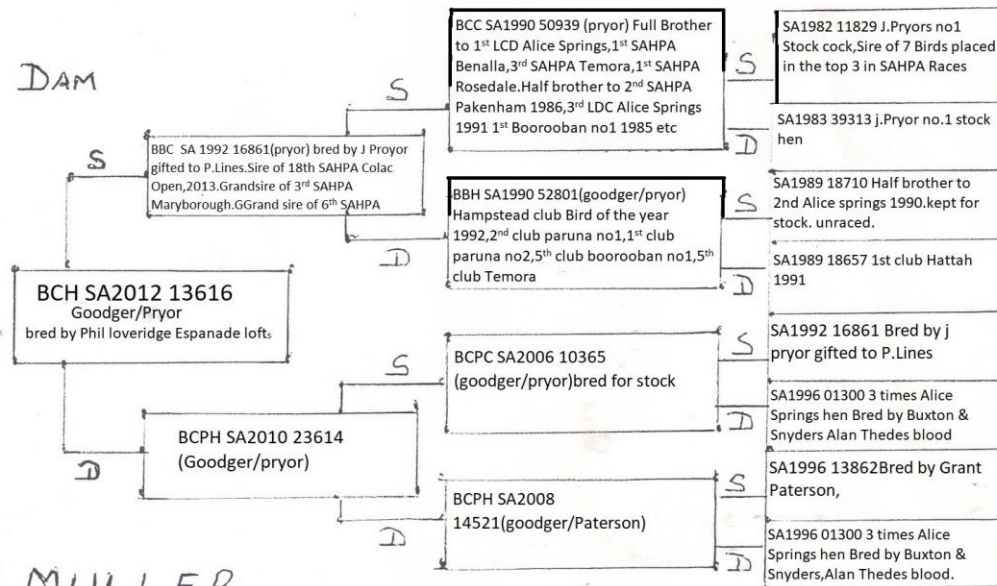 DAM
S
BBC SA 1992 16861(pryor) bred by J Proyor
gifted to P.Lines.Sire of 18th SAHPA Colac
Open,2013.Grandsire of 3rd SAHPA
Maryborough.GGrand sire of 6th SAHPA
BCH SA2012 13616
Goodger/Pryor
bred by Phil loveridge Espanade lofts
D
BCPH SA2010 23614
(Goodger/pryor)
S
BCC SA1990 50939 (pryor) Full Brother
to 1st LCD Alice Springs,1st SAHPA
Benalla,3rd SAHPA Temora,1st SAHPA
Rosedale.Half brother to 2nd SAHPA
Pakenham 1986,3rd LDC Alice Springs
1991 1st Boorooban no1 1985 etc
D
BBH SA1990 52801(goodger/pryor)
Hampstead club Bird of the year
1992,2nd club paruna no1,1st club
paruna no2,5th club boorooban no1,5th
club Temora
S
BCPC SA2006 10365
(goodger/pryor)bred for stock
D
BCPH SA2008
14521(goodger/Paterson)
S
SA1982 11829 J.Pryors no1
Stock cock,Sire of 7 Birds placed
in the top 3 in SAHPA Races
D
SA1983 39313 j.Pryor no.1 stock
hen
S
SA1989 18710 Half brother to
2nd Alice springs 1990.kept for
stock. unraced.
D
SA1989 18657 1st club Hattah
1991
S
SA1992 16861 Bred by j
pryor gifted to P.Lines
D
SA1996 01300 3 times Alice
Springs hen Bred by Buxton &
Snyders Alan Thedes blood
S
SA1996 13862Bred by Grant
Paterson,
D
SA1996 01300 3 times Alice
Springs hen Bred by Buxton &
Snyders,Alan Thedes blood.